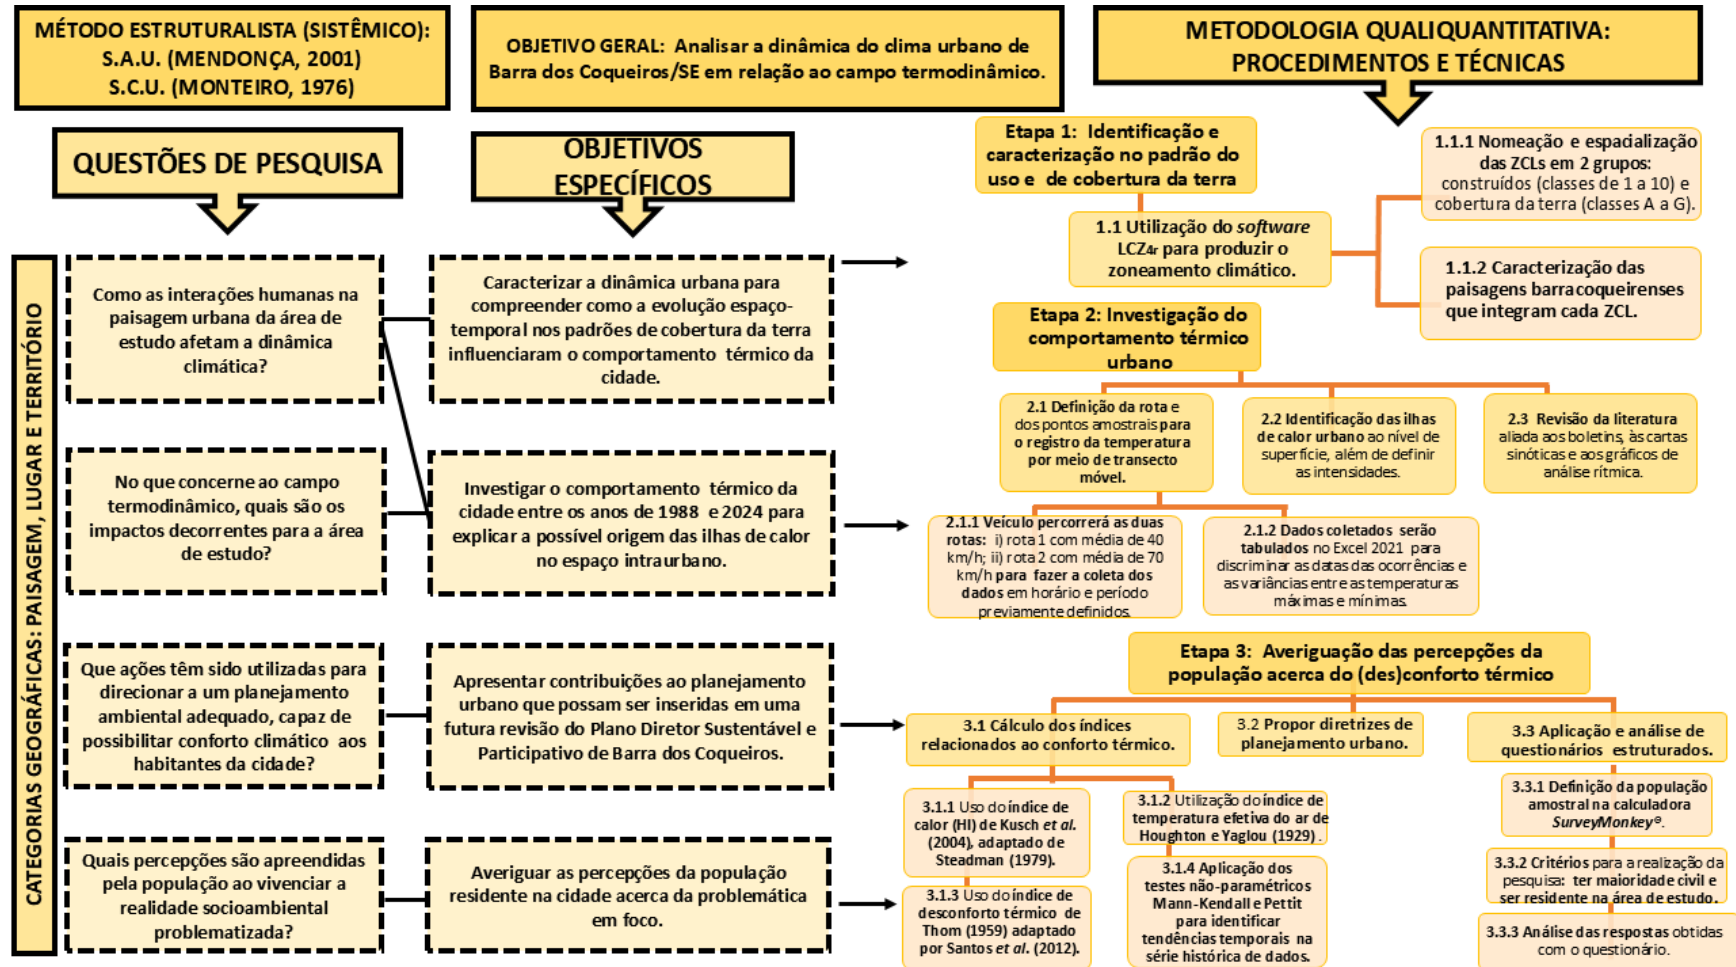 MÉTODO ESTRUTURALISTA (SISTÊMICO):
S.A.U. (MENDONÇA, 2001)
S.C.U. (MONTEIRO, 1976)
OBJETIVO GERAL: Analisar a dinâmica do clima urbano de
Barra dos Coqueiros/SE em relação ao campo termodinâmico.
METODOLOGIA QUALIQUANTITATIVA:
PROCEDIMENTOS E TÉCNICAS
QUESTÕES DE PESQUISA
OBJETIVOS
ESPECÍFICOS
CATEGORIAS GEOGRÁFICAS: PAISAGEM, LUGAR E TERRITÓRIO
Como as interações humanas na
paisagem urbana da área de
estudo afetam a dinâmica
climática?
No que concerne ao campo
termodinâmico, quais são os
impactos decorrentes para a área
de estudo?
Que ações têm sido utilizadas para
direcionar a um planejamento
ambiental adequado, capaz de
possibilitar conforto climático aos
habitantes da cidade?
Quais percepções são apreendidas
pela população ao vivenciar a
realidade socioambiental
problematizada?
Caracterizar a dinâmica urbana para
compreender como a evolução espaço-
temporal nos padrões de cobertura da terra
influenciaram o comportamento térmico da
cidade.
Investigar o comportamento térmico da
cidade entre os anos de 1988 e 2024 para
explicar a possível origem das ilhas de calor
no espaço intraurbano.
Apresentar contribuições ao planejamento
urbano que possam ser inseridas em uma
futura revisão do Plano Diretor Sustentável e
Participativo de Barra dos Coqueiros.
Averiguar as percepções da população
residente na cidade acerca da problemática
em foco.
Etapa 1: Identificação e
caracterização no padrão do
uso e de cobertura da terra
1.1 Utilização do software
LCZ4r para produzir o
zoneamento climático.
1.1.1 Nomeação e espacialização
das ZCLs em 2 grupos:
construídos (classes de 1 a 10) e
cobertura da terra (classes A a G).
1.1.2 Caracterização das
paisagens barracoqueirenses
que integram cada ZCL.
Etapa 2: Investigação do
comportamento térmico
urbano
2.1 Definição da rota e
dos pontos amostrais para
o registro da temperatura
por meio de transecto
móvel.
2.2 Identificação das ilhas
de calor urbano ao nível de
superfície, além de definir
as intensidades.
2.3 Revisão da literatura
aliada aos boletins, às cartas
sinóticas e aos gráficos de
análise rítmica.
2.1.1 Veículo percorrerá as duas
rotas: i) rota 1 com média de 40
km/h; ii) rota 2 com média de 70
km/h para fazer a coleta dos
dados em horário e período
previamente definidos.
2.1.2 Dados coletados serão
tabulados no Excel 2021 para
discriminar as datas das ocorrências e
as variâncias entre as temperaturas
máximas e mínimas.
Etapa 3: Averiguação das percepções da
população acerca do (des)conforto térmico
3.1 Cálculo dos índices
relacionados ao conforto térmico.
3.2 Propor diretrizes de
planejamento urbano.
3.3 Aplicação e análise de
questionários estruturados.
3.1.1 Uso do índice de
calor (HI) de Kusch et al.
(2004), adaptado de
Steadman (1979).
3.1.2 Utilização do índice de
temperatura efetiva do ar de
Houghton e Yaglou (1929) .
3.1.3 Uso do índice de
desconforto térmico de
Thom (1959) adaptado
por Santos et al. (2012).
3.1.4 Aplicação dos
testes não-paramétricos
Mann-Kendall e Pettit
para identificar
tendências temporais na
série histórica de dados.
3.3.1 Definição da população
amostral na calculadora
SurveyMonkey®.
3.3.2 Critérios para a realização da
pesquisa: ter maioridade civil e
ser residente na área de estudo.
3.3.3 Análise das respostas obtidas
com o questionário.